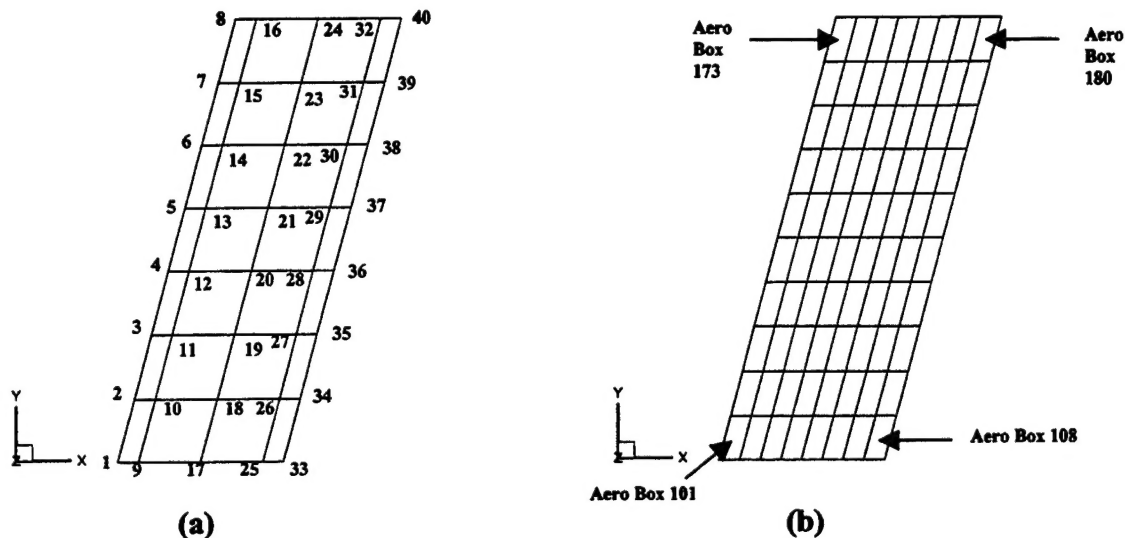 8 16 24 32 40
7 15 23 31 39
6 14 22 30 38
5 13 21 29 37
4 12 20 28 36
3 11 19 27 35
2 10 18 26 34
Y
Z X 1 9 17 25 33
(a)
Aero
Box
173
Aero
Box
180
Y
Z X
Aero Box 108
Aero Box 101
(b)